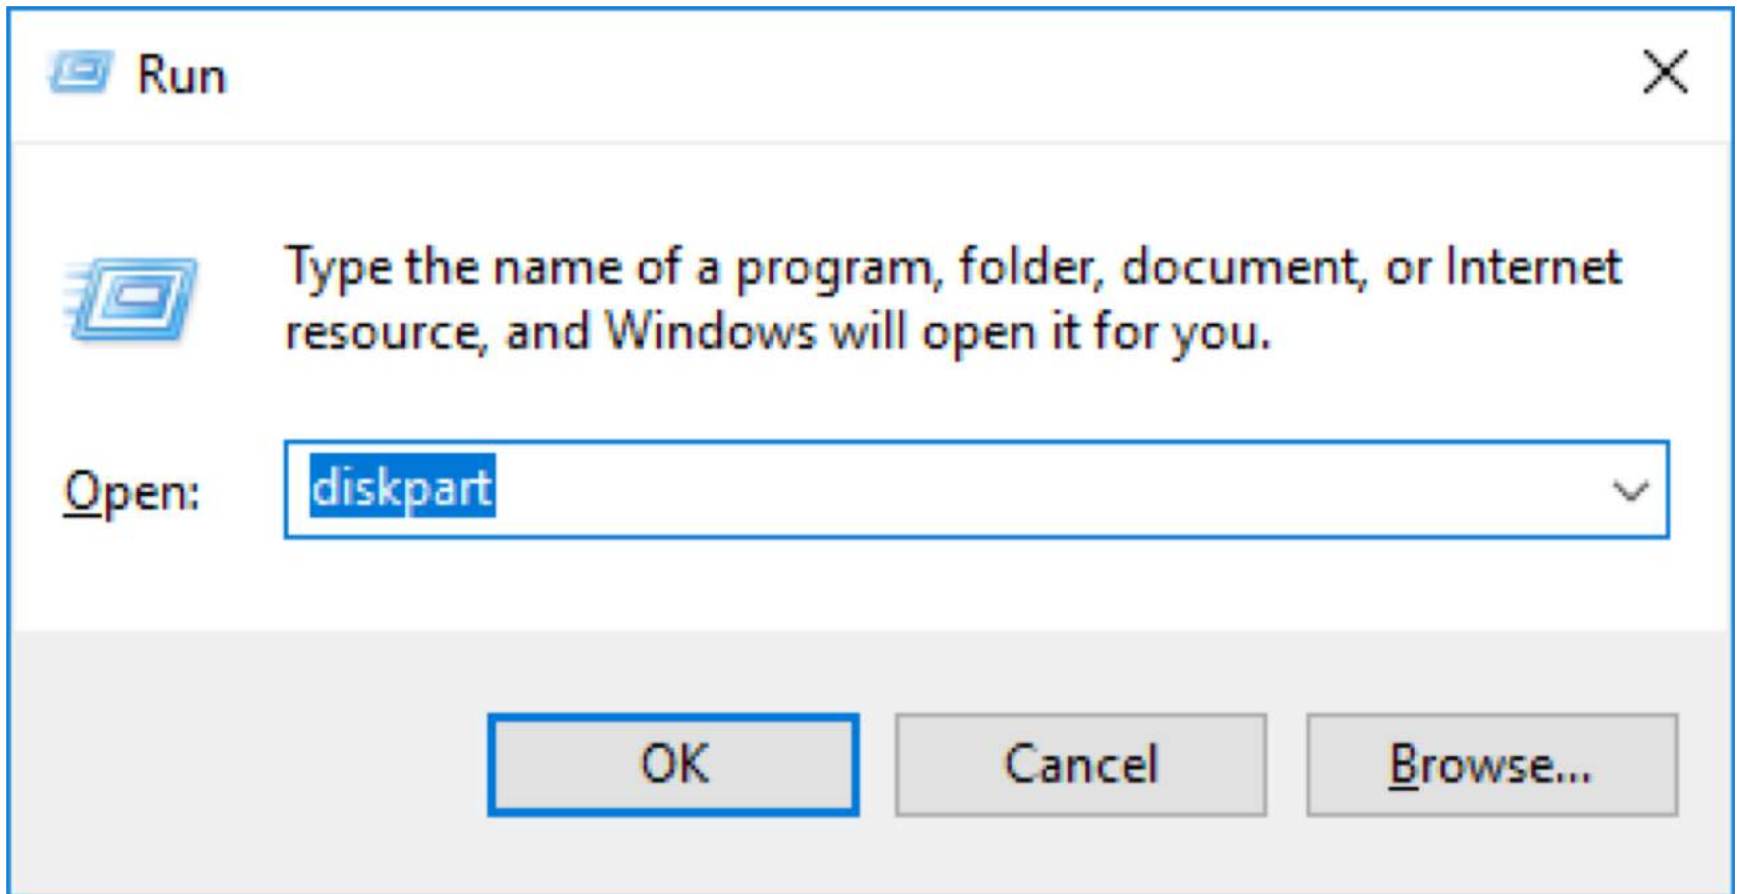 Run
Type the name of a program, folder, document, or Internet
resource, and Windows will open it for you.
Open: diskpart
OK Cancel Browse...